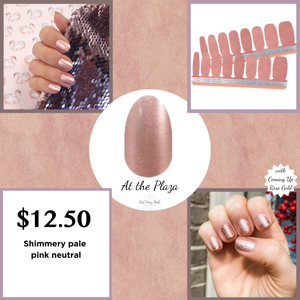 with
Coming Up
Rose Gold
At the Plaza
$12.50
Shimmery pale
pink neutral